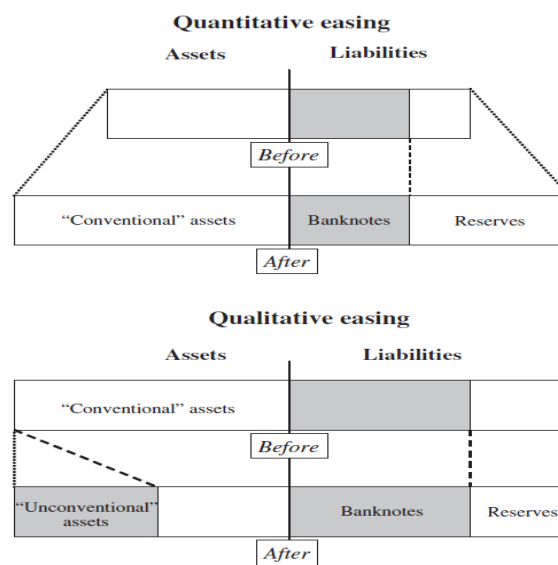 Quantitative easing
Assets Liabilities
Before
"Conventional" assets Banknotes Reserves
After
Qualitative easing
Assets Liabilities
"Conventional" assets
Before
"Unconventional"
assets Banknotes Reserves
After